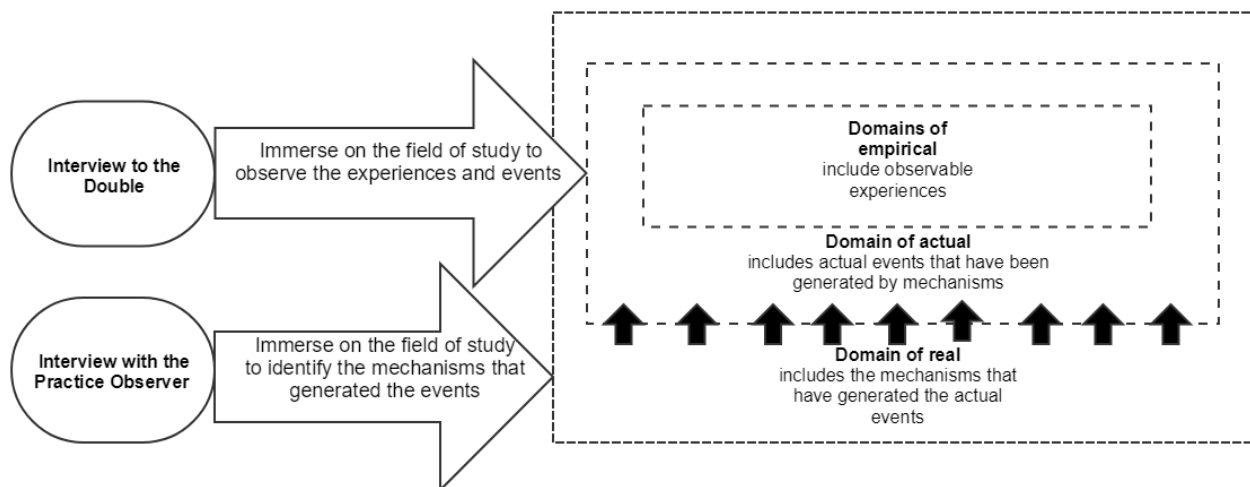 Interview to the
Double
Immerse on the field of study to
observe the experiences and events
Domains of
empirical
include observable
experiences
Domain of actual
includes actual events that have been
generated by mechanisms
Interview with the
Practice Observer
Immerse on the field of study
to identify the mechanisms that
generated the events
Domain of real
includes the mechanisms that
have generated the actual
events